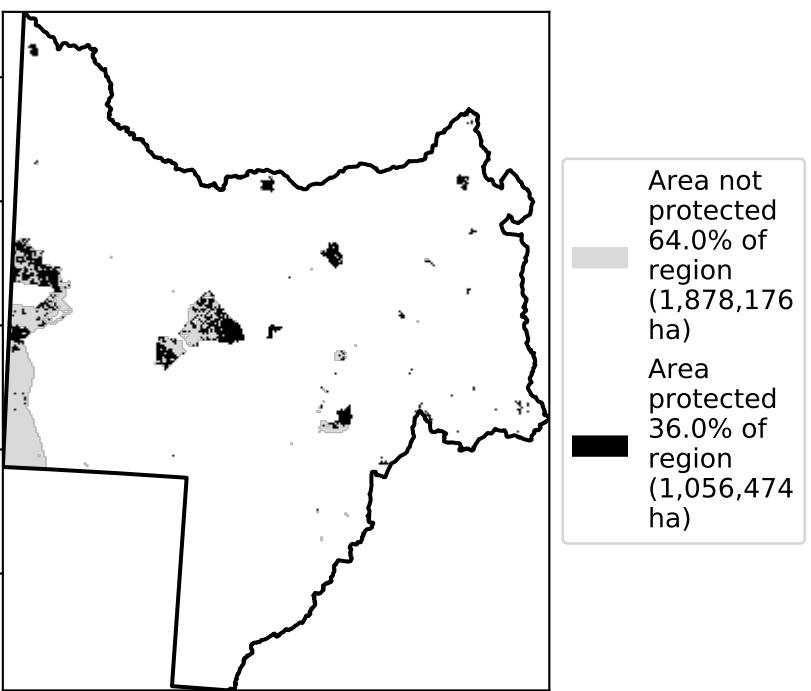 Area not
protected
64.0% of
region
(1,878,176
ha)
Area
protected
36.0% of
region
(1,056,474
ha)